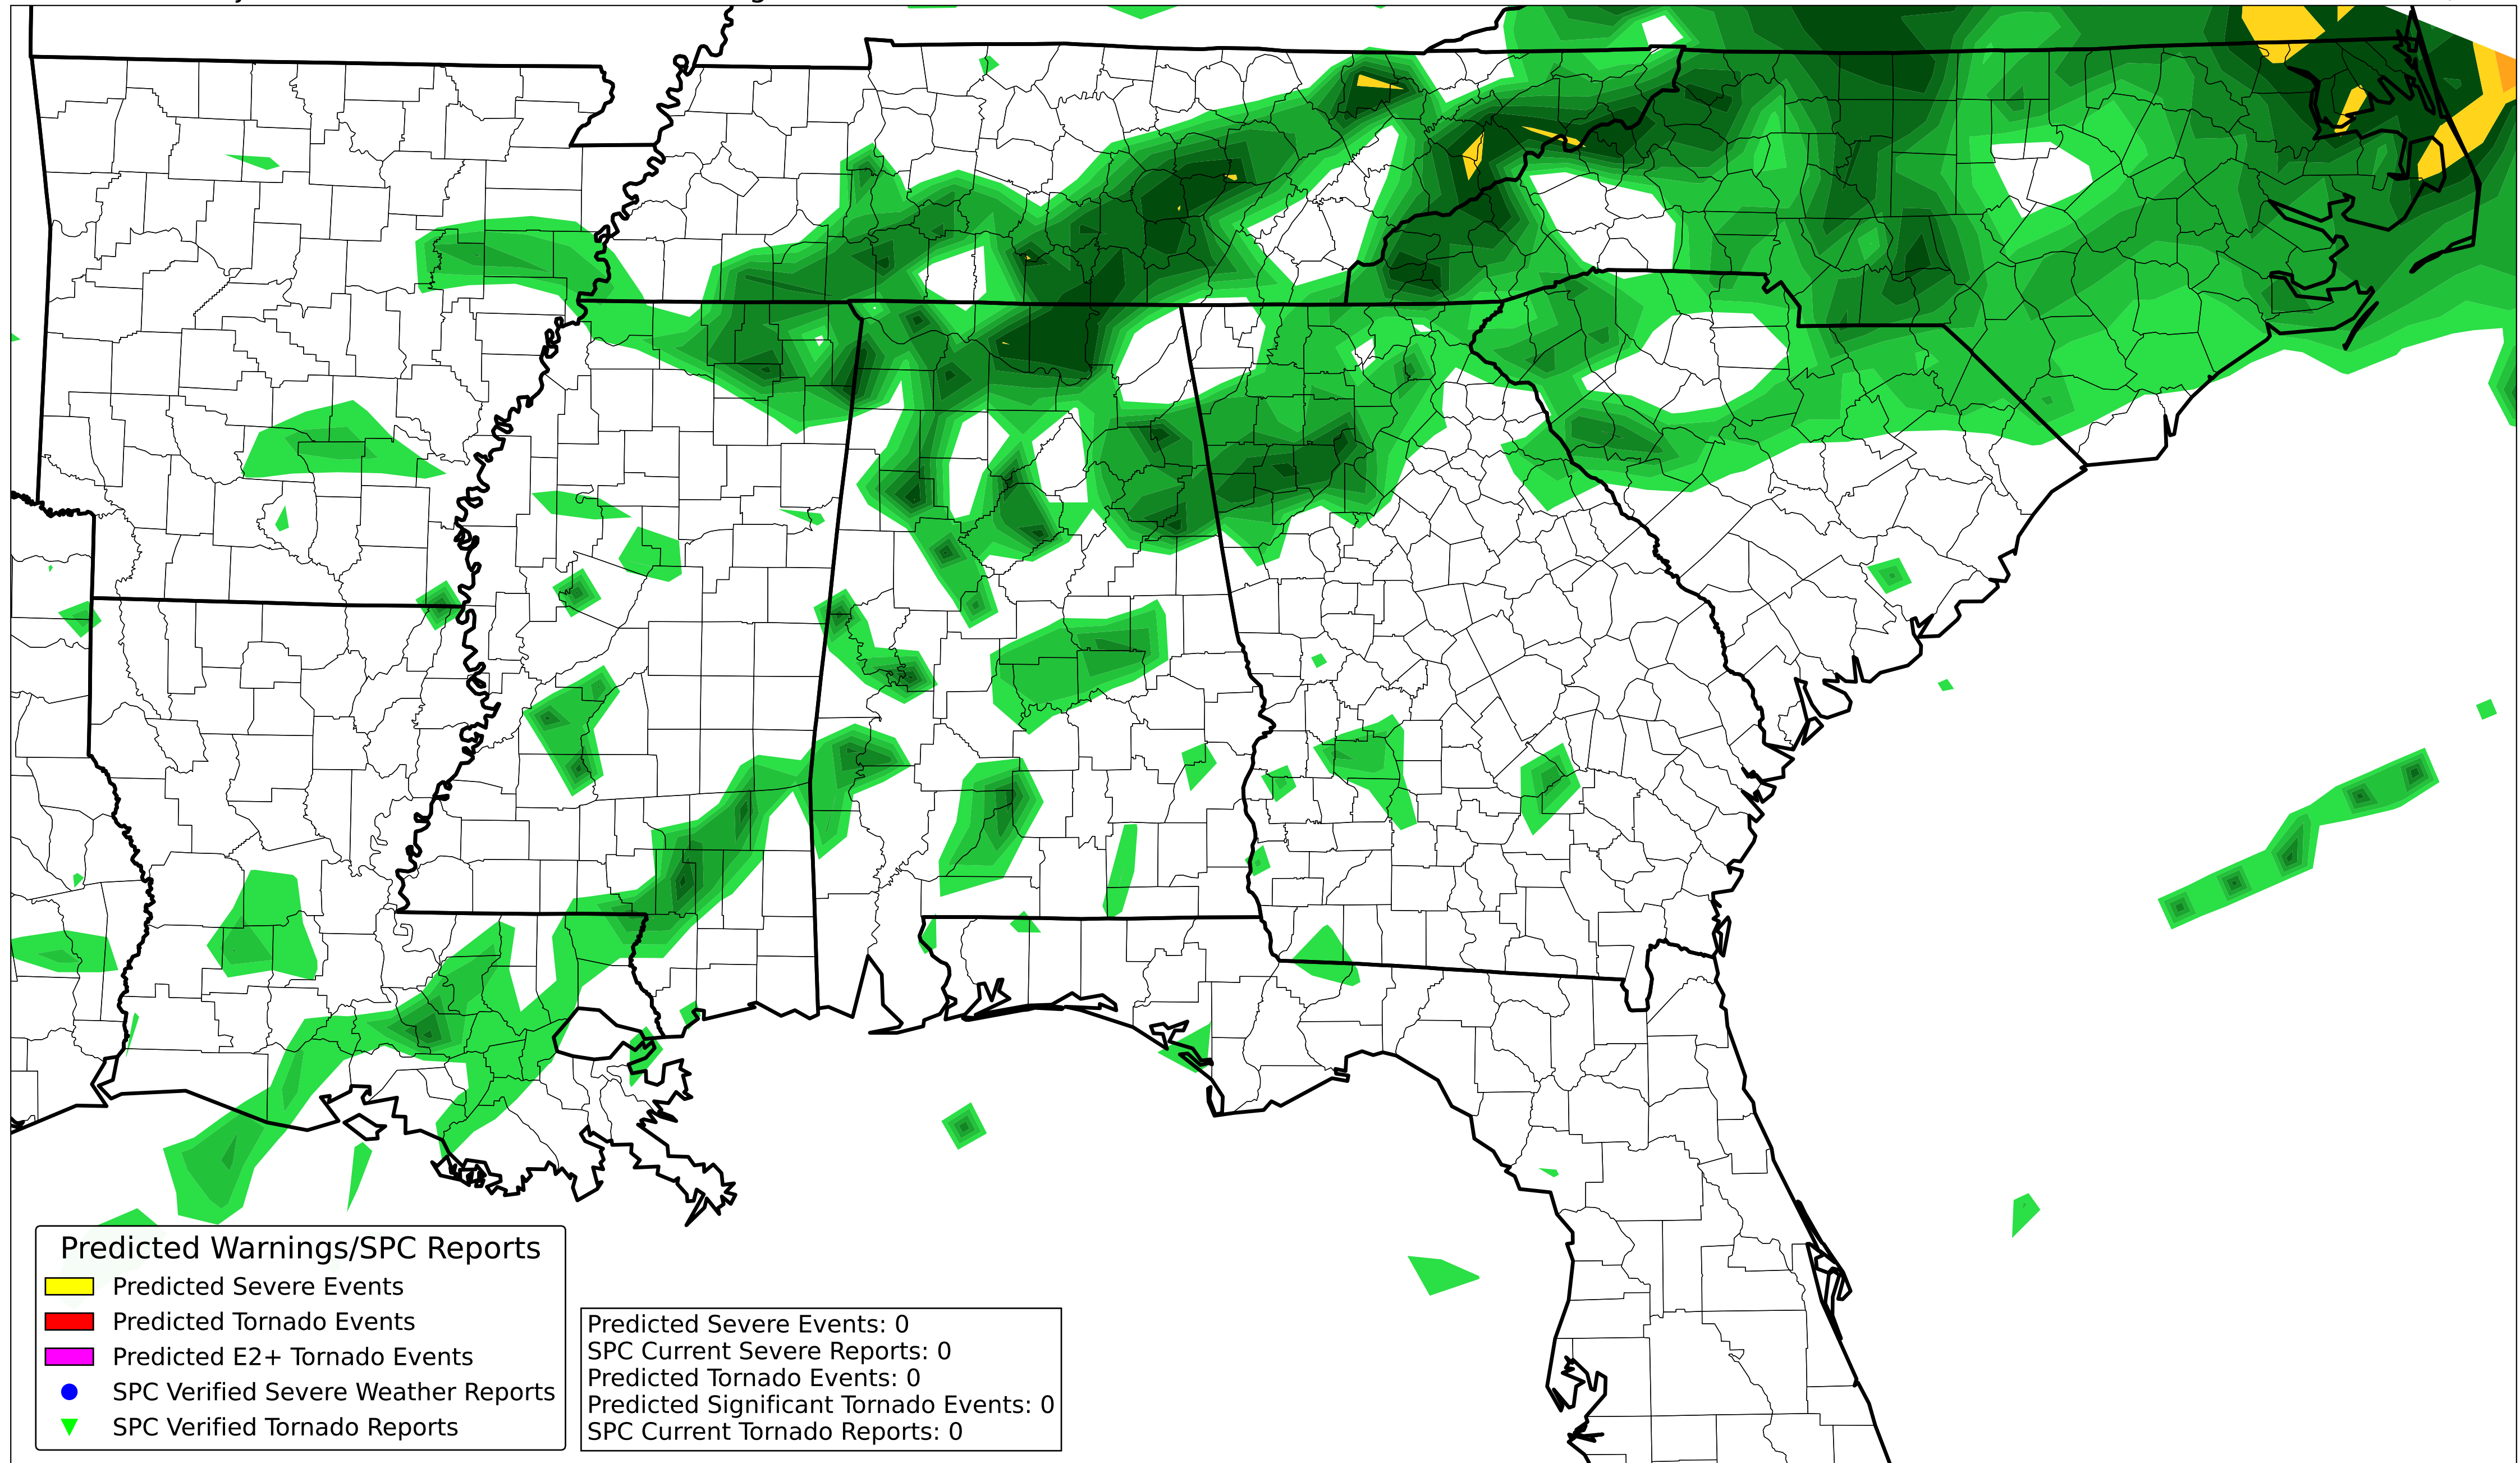 Predicted Warnings/SPC Reports
Predicted Severe Events
Predicted Tornado Events
Predicted E2+ Tornado Events
SPC Verified Severe Weather Reports
SPC Verified Tornado Reports
Predicted Severe Events: 0
SPC Current Severe Reports: 0
Predicted Tornado Events: 0
Predicted Significant Tornado Events: 0
SPC Current Tornado Reports: 0